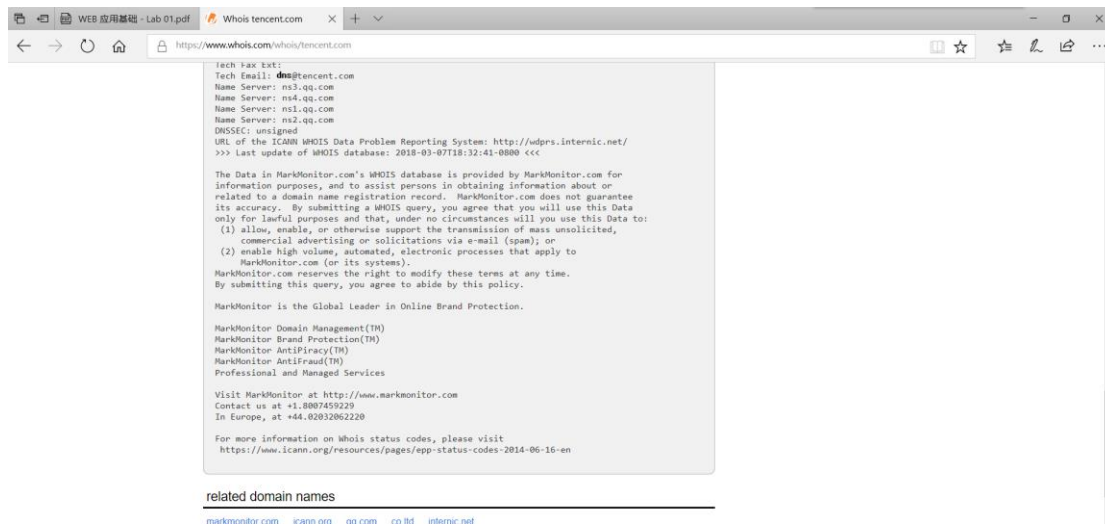 WEB 应用基础 - Lab 01.pdf
Whois tencent.com
https://www.whois.com/whois/tencent.com
Tech Fax Ext:
Tech Email: dns@tencent.com
Name Server: ns3.qq.com
Name Server: ns4.qq.com
Name Server: ns1.qq.com
Name Server: ns2.qq.com
DNSSEC: unsigned
URL of the ICANN WHOIS Data Problem Reporting System: http://wdprs.internic.net/
>>> Last update of WHOIS database: 2018-03-07T18:32:41-0800 <<<
The Data in MarkMonitor.com's WHOIS database is provided by MarkMonitor.com for
information purposes, and to assist persons in obtaining information about or
related to a domain name registration record. MarkMonitor.com does not guarantee
its accuracy. By submitting a WHOIS query, you agree that you will use this Data
only for lawful purposes and that, under no circumstances will you use this Data to:
(1) allow, enable, or otherwise support the transmission of mass unsolicited,
commercial advertising or solicitations via e-mail (spam); or
(2) enable high volume, automated, electronic processes that apply to
MarkMonitor.com (or its systems).
MarkMonitor.com reserves the right to modify these terms at any time.
By submitting this query, you agree to abide by this policy.
MarkMonitor is the Global Leader in Online Brand Protection.
MarkMonitor Domain Management(TM)
MarkMonitor Brand Protection(TM)
MarkMonitor AntiPiracy(TM)
MarkMonitor AntiFraud(TM)
Professional and Managed Services
Visit MarkMonitor at http://www.markmonitor.com
Contact us at +1.8007459229
In Europe, at +44.02032062220
For more information on Whois status codes, please visit
https://www.icann.org/resources/pages/epp-status-codes-2014-06-16-en
related domain names
markmonitor.com icann.org qq.com co.ltd internic.net